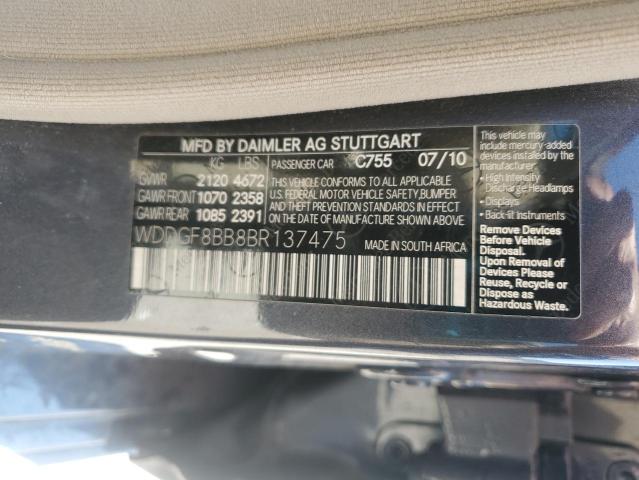 MFD BY DAIMLER AG STUTTGART
KG LBS
PASSENGER CAR C755 07/10
GVWR 2120 4672
GAWR FRONT 1070 2358
GAWR REAR 1085 2391
THIS VEHICLE CONFORMS TO ALL APPLICABLE
U.S. FEDERAL MOTOR VEHICLE SAFETY, BUMPER
AND THEFT PREVENTION STANDARDS IN EFFECT
ON THE DATE OF MANUFACTURE SHOWN ABOVE.
WDDGF8BB8BR137475
MADE IN SOUTH AFRICA
This vehicle may
include mercury-added
devices installed by
the manufacturer:
• High Intensity
Discharge Headlamps
• Displays
• Back-lit Instruments
Remove Devices
Before Vehicle
Disposal.
Upon Removal of
Devices Please
Reuse, Recycle or
Dispose as
Hazardous Waste.